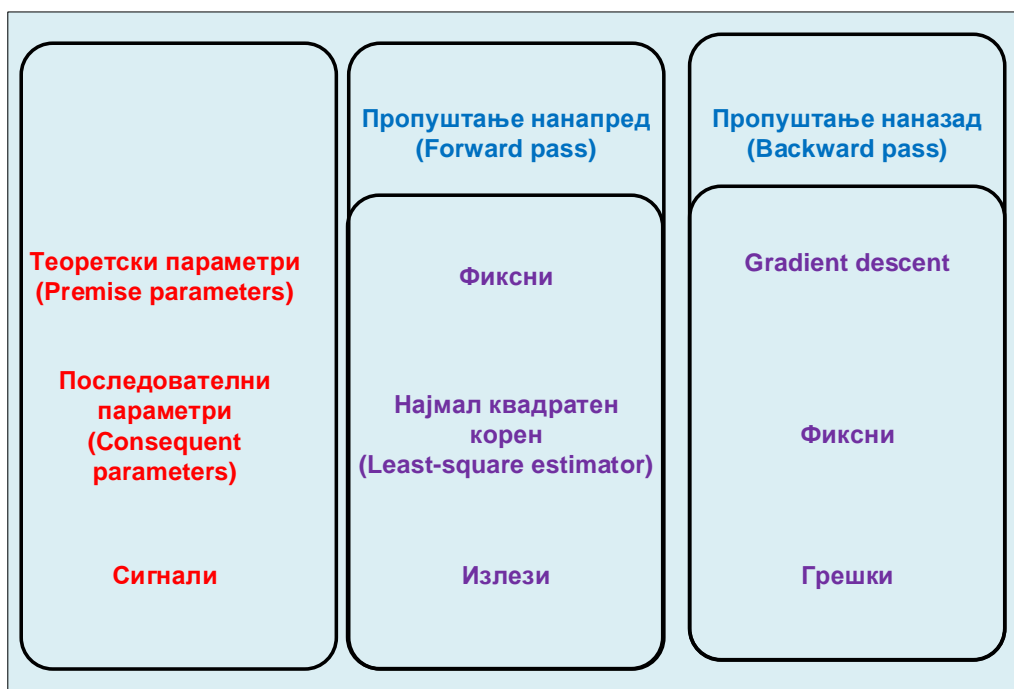 Пропуштање нанапред
(Forward pass)
Пропуштање наназад
(Backward pass)
Теоретски параметри
(Premise parameters)
Фиксни
Gradient descent
Последователни
параметри
(Consequent
parameters)
Најмал квадратен
корен
(Least-square estimator)
Фиксни
Сигнали
Излези
Грешки